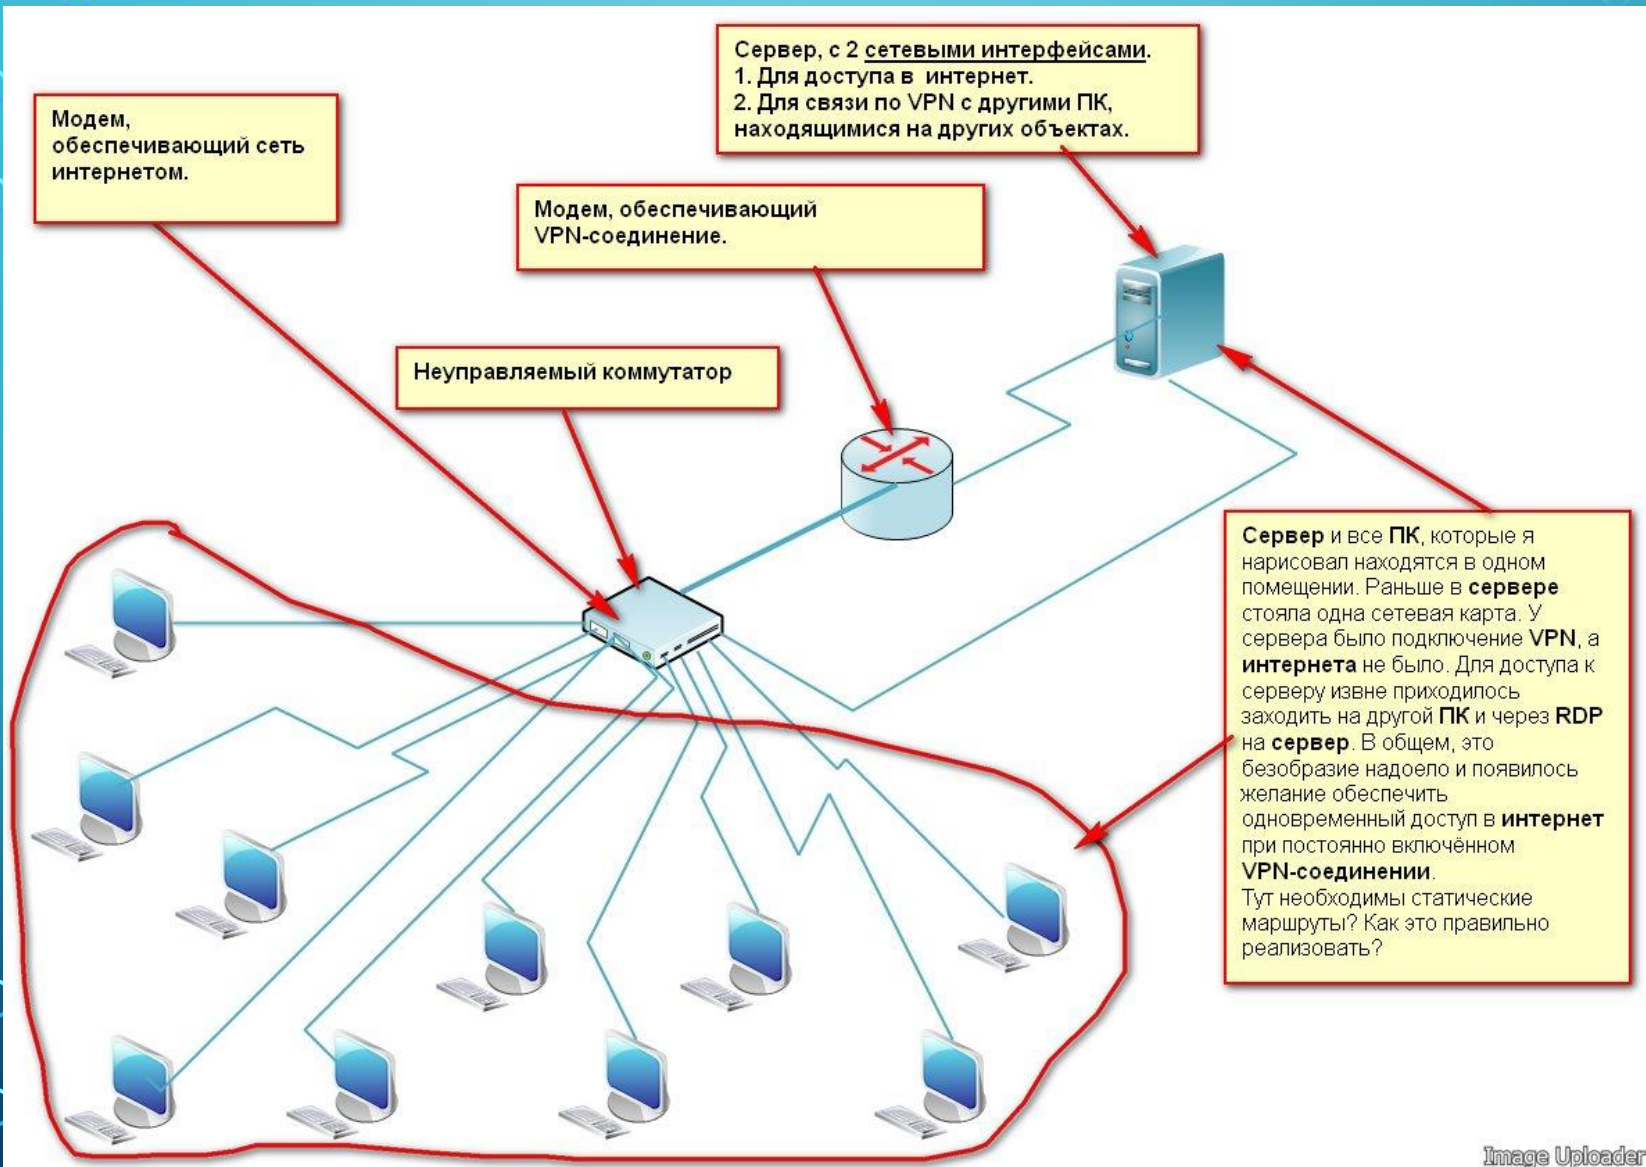 Сервер, с 2 сетевыми интерфейсами.
1. Для доступа в интернет.
2. Для связи по VPN с другими ПК,
находящимися на других объектах.
Модем,
обеспечивающий сеть
интернетом.
Модем, обеспечивающий
VPN-соединение.
Неуправляемый коммутатор
Сервер и все ПК, которые я
нарисовал находятся в одном
помещении. Раньше в сервере
стояла одна сетевая карта. У
сервера было подключение VPN, а
интернета не было. Для доступа к
серверу извне приходилось
заходить на другой ПК и через RDP
на сервер. В общем, это
безобразие надоело и появилось
желание обеспечить
одновременный доступ в интернет
при постоянно включённом
VPN-соединении.
Тут необходимы статические
маршруты? Как это правильно
реализовать?
Image Uploader